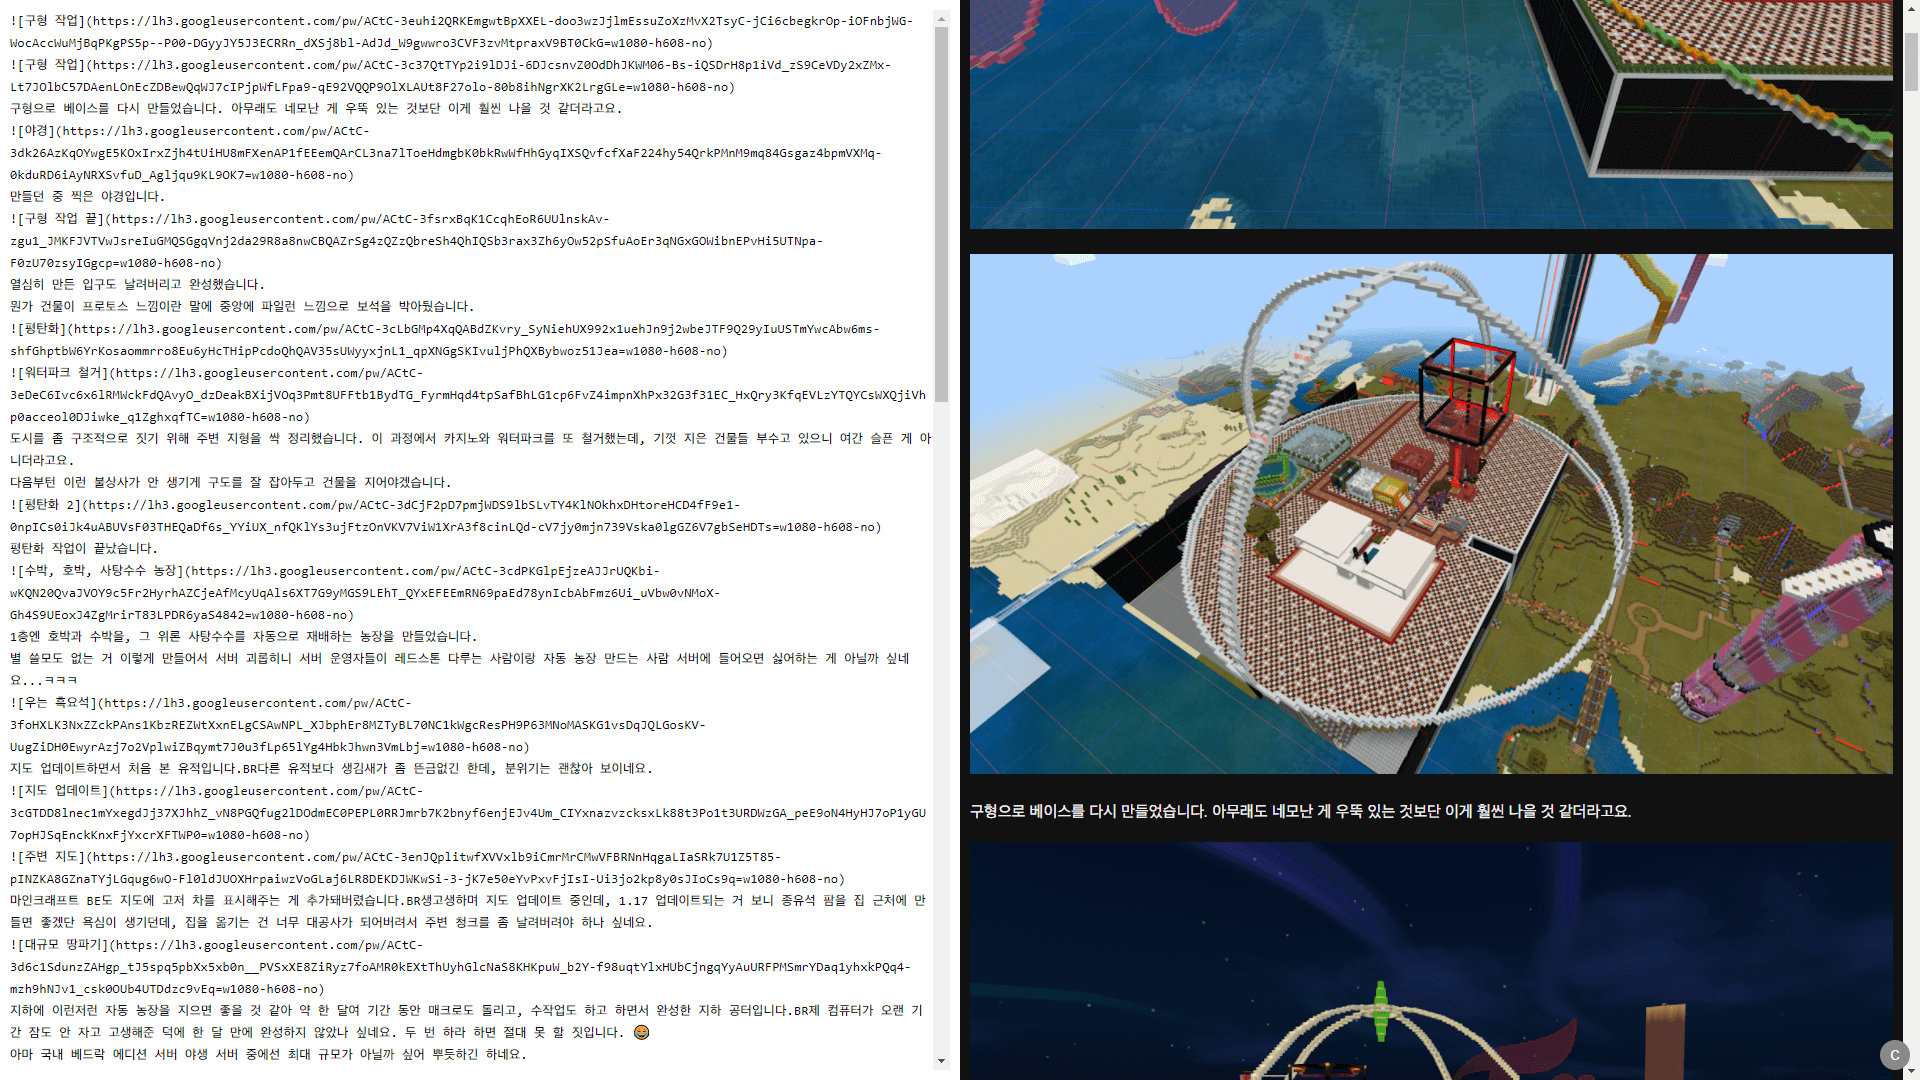 ![구형 작업](https://lh3.googleusercontent.com/pw/ACtC-3euhi2QRKEmgwtBpXXEL-doo3wzJjlmEssuZoXzMvX2TsyC-jCi6cbegkrOp-iOFnbjWG-
WocAccWuMjBqPKgPS5p--P00-DGyyJY5J3ECRRn_dXSj8bl-AdJd_W9gwwro3CVF3zvMtpraxV9BT0CkG=w1080-h608-no)
![구형 작업](https://lh3.googleusercontent.com/pw/ACtC-3c37QtTYp2i9lDJi-6DJcsnvZ0OdDhJKWM06-Bs-iQSDrH8p1iVd_zS9CeVDy2xZMx-
Lt7JOlbC57DAenLOnEcZDBewQqWJ7cIPjpWfLFpa9-qE92VQQP9OlXLAUt8F27olo-80b8ihNgrXK2LrgGLe=w1080-h608-no)
구형으로 베이스를 다시 만들었습니다. 아무래도 네모난 게 우뚝 있는 것보단 이게 훨씬 나을 것 같더라고요.
![야경](https://lh3.googleusercontent.com/pw/ACtC-
3dk26AzKqOYwgE5KOxIrxZjh4tUiHU8mFXenAP1fEEemQArCL3na7lToeHdmgbK0bkRwWfHhGyqIXSQvfcfXaF224hy54QrkPMnM9mq84Gsgaz4bpmVXMq-
0kduRD6iAyNRXSvfuD_Agljqu9KL9OK7=w1080-h608-no)
만들던 중 찍은 야경입니다.
![구형 작업 끝](https://lh3.googleusercontent.com/pw/ACtC-3fsrxBqK1CcqhEoR6UUlnskAv-
zgu1_JMKFJVTVwJsreIuGMQSGgqVnj2da29R8a8nwCBQAZrSg4zQZzQbreSh4QhIQSb3rax3Zh6yOw52pSfuAoEr3qNGxGOWibnEPvHi5UTNpa-
F0zU70zsyIGgcp=w1080-h608-no)
열심히 만든 입구도 날려버리고 완성했습니다.
뭔가 건물이 프로토스 느낌이란 말에 중앙에 파일런 느낌으로 보석을 박아뒀습니다.
![평탄화](https://lh3.googleusercontent.com/pw/ACtC-3cLbGMp4XqQABdZKvry_SyNiehUX992x1uehJn9j2wbeJTF9Q29yIuUSTmYwcAbw6ms-
shfGhptbW6YrKosaommrro8Eu6yHcTHipPcdoQhQAV35sUWyyxjnL1_qpXNGgSKIvuljPhQXBybwoz51Jea=w1080-h608-no)
![워터파크 철거](https://lh3.googleusercontent.com/pw/ACtC-
3eDeC6Ivc6x6lRMWckFdQAvyO_dzDeakBXijVOq3Pmt8UFFtb1BydTG_FyrmHqd4tpSafBhLG1cp6FvZ4impnXhPx32G3f31EC_HxQry3KfqEVLzYTQYCsWXQjiVh
p0acceol0DJiwke_q1ZghxqfTC=w1080-h608-no)
도시를 좀 구조적으로 짓기 위해 주변 지형을 싹 정리했습니다. 이 과정에서 카지노와 워터파크를 또 철거했는데, 기껏 지은 건물들 부수고 있으니 여간 슬픈 게 아
니더라고요.
다음부턴 이런 불상사가 안 생기게 구도를 잘 잡아두고 건물을 지어야겠습니다.
![평탄화 2](https://lh3.googleusercontent.com/pw/ACtC-3dCjF2pD7pmjWDS9lbSLvTY4KlNOkhxDHtoreHCD4fF9e1-
0npICs0iJk4uABUVsF03THEQaDf6s_YYiUX_nfQKlYs3ujFtzOnVKV7ViW1XrA3f8cinLQd-cV7jy0mjn739Vska0lgGZ6V7gbSeHDTs=w1080-h608-no)
평탄화 작업이 끝났습니다.
![수박, 호박, 사탕수수 농장](https://lh3.googleusercontent.com/pw/ACtC-3cdPKGlpEjzeAJJrUQKbi-
wKQN20QvaJVOY9c5Fr2HyrhAZCjeAfMcyUqAls6XT7G9yMGS9LEhT_QYxEFEEmRN69paEd78ynIcbAbFmz6Ui_uVbw0vNMoX-
Gh4S9UEoxJ4ZgMrirT83LPDR6yaS4842=w1080-h608-no)
1층엔 호박과 수박을, 그 위론 사탕수수를 자동으로 재배하는 농장을 만들었습니다.
별 쓸모도 없는 거 이렇게 만들어서 서버 괴롭히니 서버 운영자들이 레드스톤 다루는 사람이랑 자동 농장 만드는 사람 서버에 들어오면 싫어하는 게 아닐까 싶네
요...ㅋㅋㅋ
![우는 흑요석](https://lh3.googleusercontent.com/pw/ACtC-
3foHXLK3NxZZckPAns1KbzREZWtXxnELgCSAwNPL_XJbphEr8MZTyBL70NC1kWgcResPH9P63MNoMASKG1vsDqJQLGosKV-
UugZiDH0EwyrAzj7o2VplwiZBqymt7J0u3fLp65lYg4HbkJhwn3VmLbj=w1080-h608-no)
지도 업데이트하면서 처음 본 유적입니다.BR다른 유적보다 생김새가 좀 뜬금없긴 한데, 분위기는 괜찮아 보이네요.
![지도 업데이트](https://lh3.googleusercontent.com/pw/ACtC-
3cGTDD8lnec1mYxegdJj37XJhhZ_vN8PGQfug2lDOdmEC0PEPL0RRJmrb7K2bnyf6enjEJv4Um_CIYxnazvzcksxLk88t3Po1t3URDWzGA_peE9oN4HyHJ7oP1yGU
7opHJSqEnckKnxFjYxcrXFTWP0=w1080-h608-no)
![주변 지도](https://lh3.googleusercontent.com/pw/ACtC-3enJQplitwfXVVxlb9iCmrMrCMwVFBRNnHqgaLIaSRk7U1Z5T85-
pINZKA8GZnaTYjLGqug6wO-Fl0ldJUOXHrpaiwzVoGLaj6LR8DEKDJWKwSi-3-jK7e50eYvPxvFjIsI-Ui3jo2kp8y0sJIoCs9q=w1080-h608-no)
마인크래프트 BE도 지도에 고저 차를 표시해주는 게 추가돼버렸습니다.BR생고생하며 지도 업데이트 중인데, 1.17 업데이트되는 거 보니 종유석 팜을 집 근처에 만
들면 좋겠단 욕심이 생기던데, 집을 옮기는 건 너무 대공사가 되어버려서 주변 청크를 좀 날려버려야 하나 싶네요.
![대규모 땅파기](https://lh3.googleusercontent.com/pw/ACtC-
3d6c1SdunzZAHgp_tJ5spq5pbXx5xb0n__PVSxXE8ZiRyz7foAMR0kEXtThUyhGlcNaS8KHKpuW_b2Y-f98uqtYlxHUbCjngqYyAuURFPMSmrYDaq1yhxkPQq4-
mzh9hNJv1_csk0OUb4UTDdzc9vEq=w1080-h608-no)
지하에 이런저런 자동 농장을 지으면 좋을 것 같아 약 한 달여 기간 동안 매크로도 돌리고, 수작업도 하고 하면서 완성한 지하 공터입니다.BR제 컴퓨터가 오랜 기
간 잠도 안 자고 고생해준 덕에 한 달 만에 완성하지 않았나 싶네요. 두 번 하라 하면 절대 못 할 짓입니다. 😅
아마 국내 베드락 에디션 서버 야생 서버 중에선 최대 규모가 아닐까 싶어 뿌듯하긴 하네요.
구형으로 베이스를 다시 만들었습니다. 아무래도 네모난 게 우뚝 있는 것보단 이게 훨씬 나을 것 같더라고요.
C